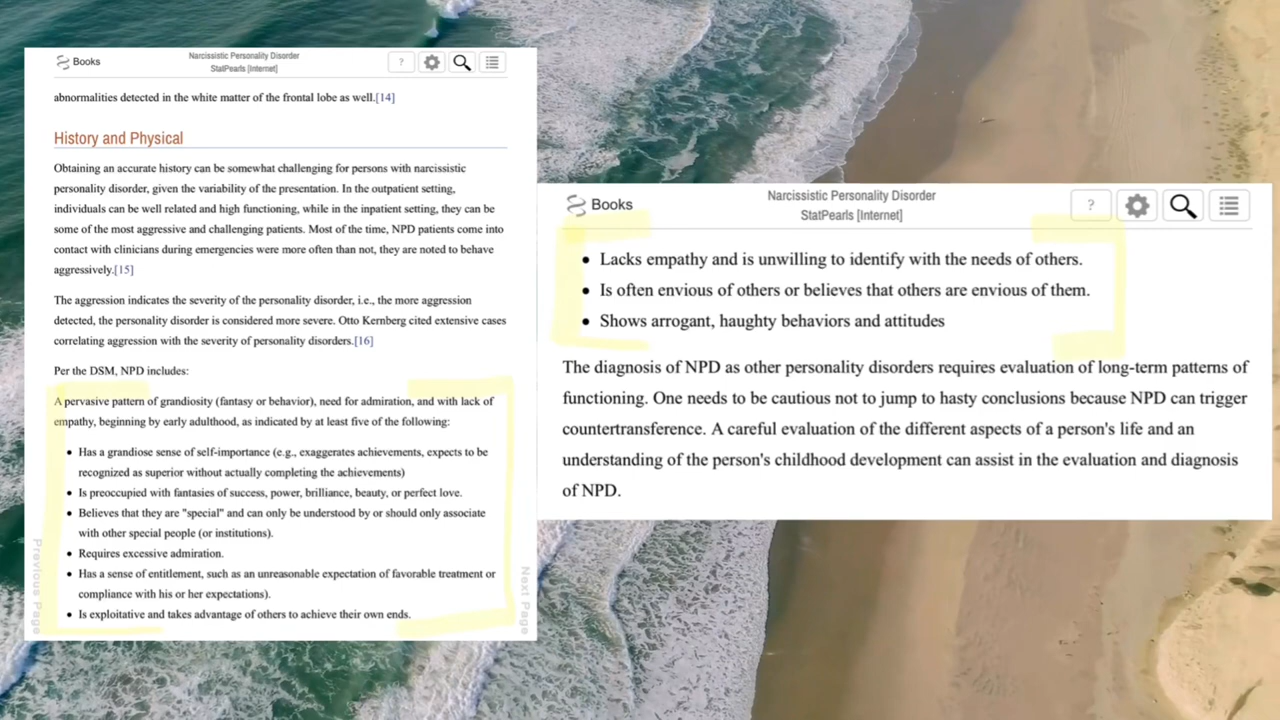 Books
Narcissistic Personality Disorder
StatPearls [Internet]
?
abnormalities detected in the white matter of the frontal lobe as well.[14]
History and Physical
Obtaining an accurate history can be somewhat challenging for persons with narcissistic
personality disorder, given the variability of the presentation. In the outpatient setting,
individuals can be well related and high functioning, while in the inpatient setting, they can be
some of the most aggressive and challenging patients. Most of the time, NPD patients come into
contact with clinicians during emergencies were more often than not, they are noted to behave
aggressively.[15]
The aggression indicates the severity of the personality disorder, i.e., the more aggression
detected, the personality disorder is considered more severe. Otto Kernberg cited extensive cases
correlating aggression with the severity of personality disorders.[16]
Per the DSM, NPD includes:
A pervasive pattern of grandiosity (fantasy or behavior), need for admiration, and with lack of
empathy, beginning by early adulthood, as indicated by at least five of the following:
• Has a grandiose sense of self-importance (e.g., exaggerates achievements, expects to be
recognized as superior without actually completing the achievements)
• Is preoccupied with fantasies of success, power, brilliance, beauty, or perfect love.
• Believes that they are "special" and can only be understood by or should only associate
with other special people (or institutions).
• Requires excessive admiration.
• Has a sense of entitlement, such as an unreasonable expectation of favorable treatment or
compliance with his or her expectations).
• Is exploitative and takes advantage of others to achieve their own ends.
Previous Page
Next Page
Books
Narcissistic Personality Disorder
StatPearls [Internet]
?
• Lacks empathy and is unwilling to identify with the needs of others.
• Is often envious of others or believes that others are envious of them.
• Shows arrogant, haughty behaviors and attitudes
The diagnosis of NPD as other personality disorders requires evaluation of long-term patterns of
functioning. One needs to be cautious not to jump to hasty conclusions because NPD can trigger
countertransference. A careful evaluation of the different aspects of a person's life and an
understanding of the person's childhood development can assist in the evaluation and diagnosis
of NPD.